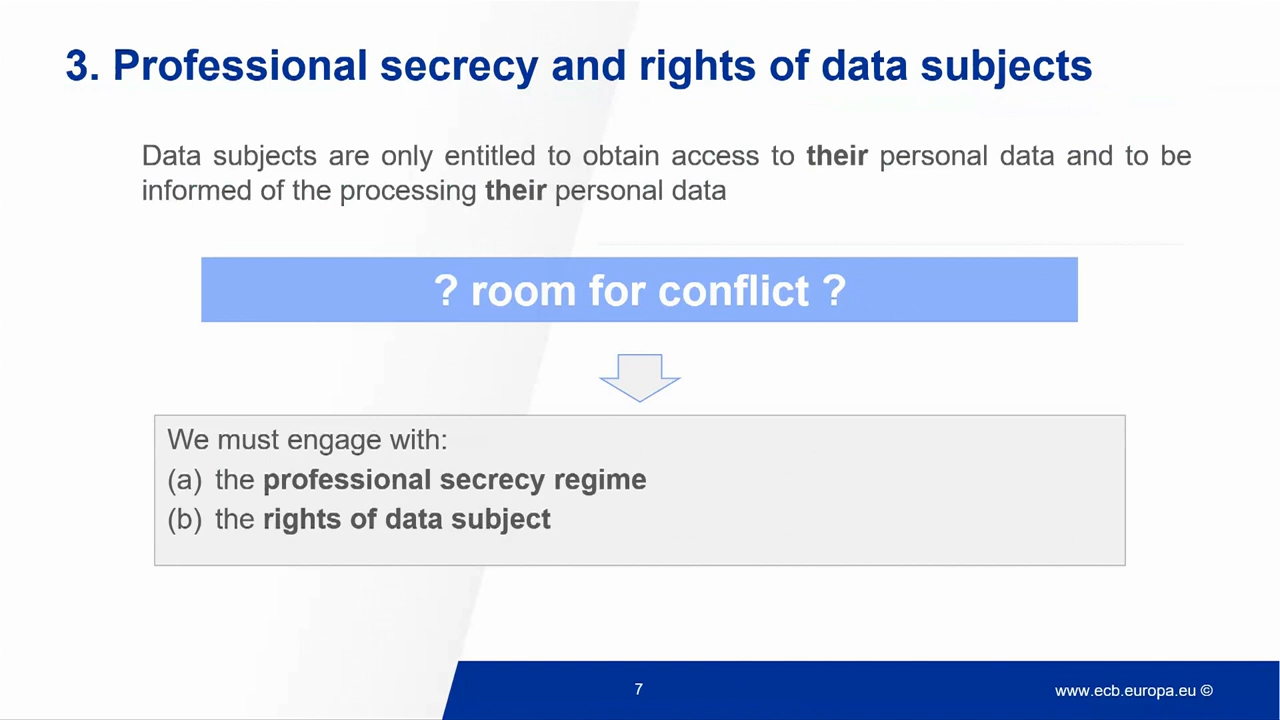 3. Professional secrecy and rights of data subjects
Data subjects are only entitled to obtain access to their personal data and to be
informed of the processing their personal data
? room for conflict ?
We must engage with:
(a) the professional secrecy regime
(b) the rights of data subject
7
www.ecb.europa.eu ©